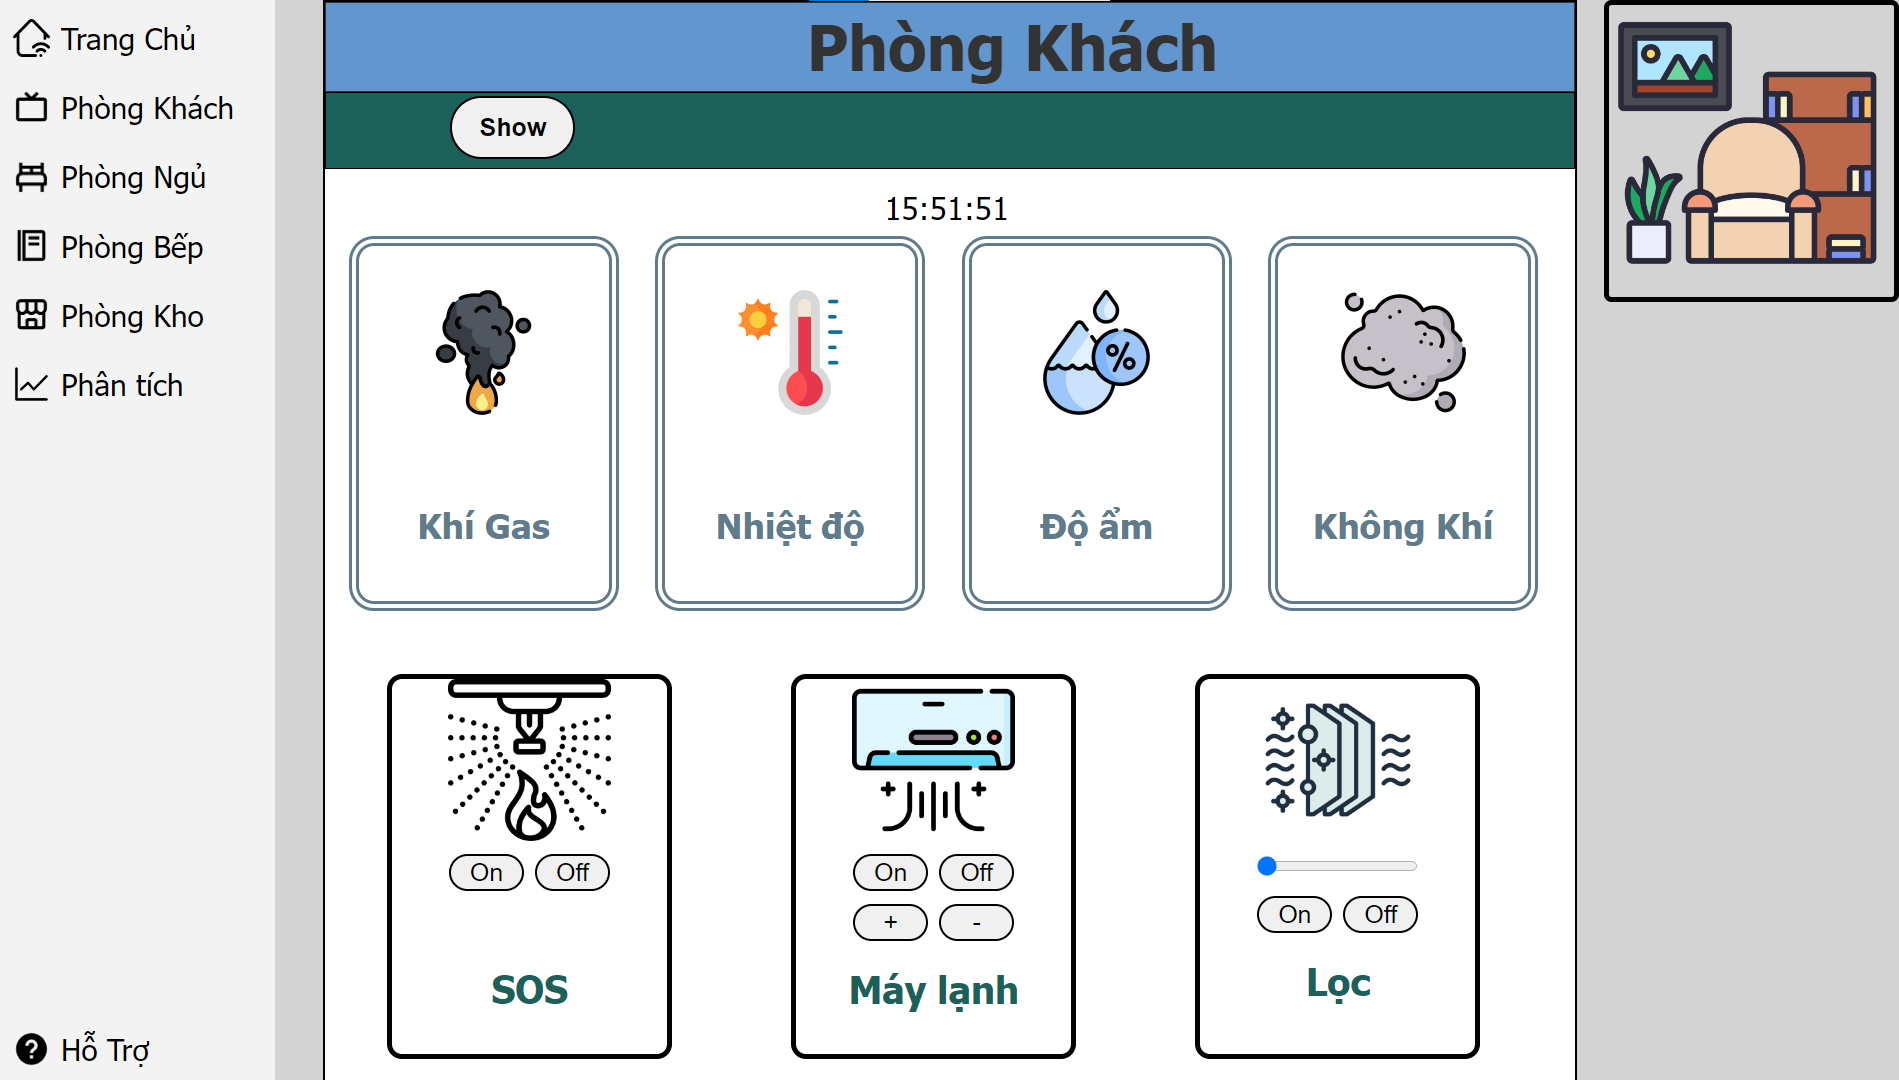 Trang Chủ
Phòng Khách
Phòng Ngủ
Phòng Bếp
Phòng Kho
Phân tích
Hỗ Trợ
Phòng Khách
Show
15:51:51
Khí Gas
Nhiệt độ
Độ ẩm
Không Khí
On Off
SOS
On Off
+ -
Máy lạnh
On Off
Lọc